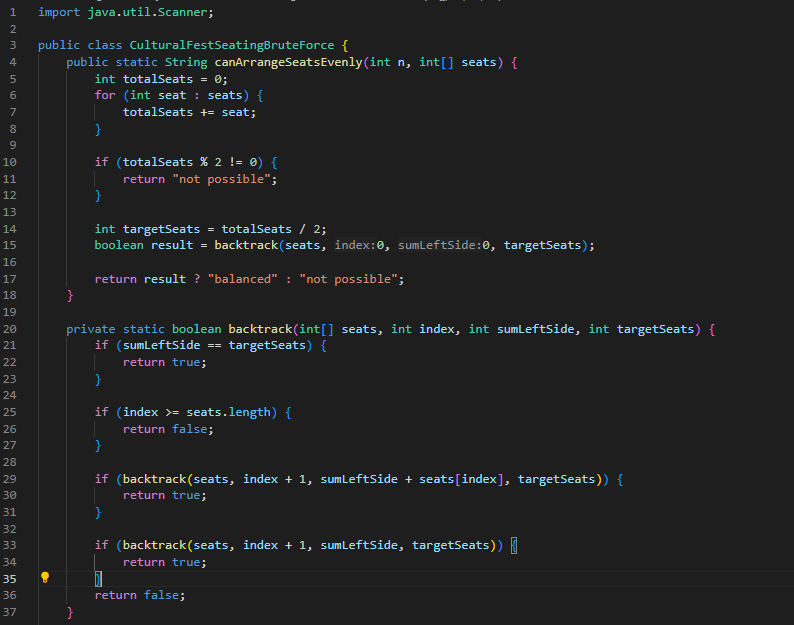 1 import java.util.Scanner;
2
3 public class CulturalFestSeatingBruteForce {
4     public static String canArrangeSeatsEvenly(int n, int[] seats) {
5         int totalSeats = 0;
6         for (int seat : seats) {
7             totalSeats += seat;
8         }
9
10         if (totalSeats % 2 != 0) {
11             return "not possible";
12         }
13
14         int targetSeats = totalSeats / 2;
15         boolean result = backtrack(seats, index:0, sumLeftSide:0, targetSeats);
16
17         return result ? "balanced" : "not possible";
18     }
19
20     private static boolean backtrack(int[] seats, int index, int sumLeftSide, int targetSeats) {
21         if (sumLeftSide == targetSeats) {
22             return true;
23         }
24
25         if (index >= seats.length) {
26             return false;
27         }
28
29         if (backtrack(seats, index + 1, sumLeftSide + seats[index], targetSeats)) {
30             return true;
31         }
32
33         if (backtrack(seats, index + 1, sumLeftSide, targetSeats)) {
34             return true;
35         }
36         return false;
37     }